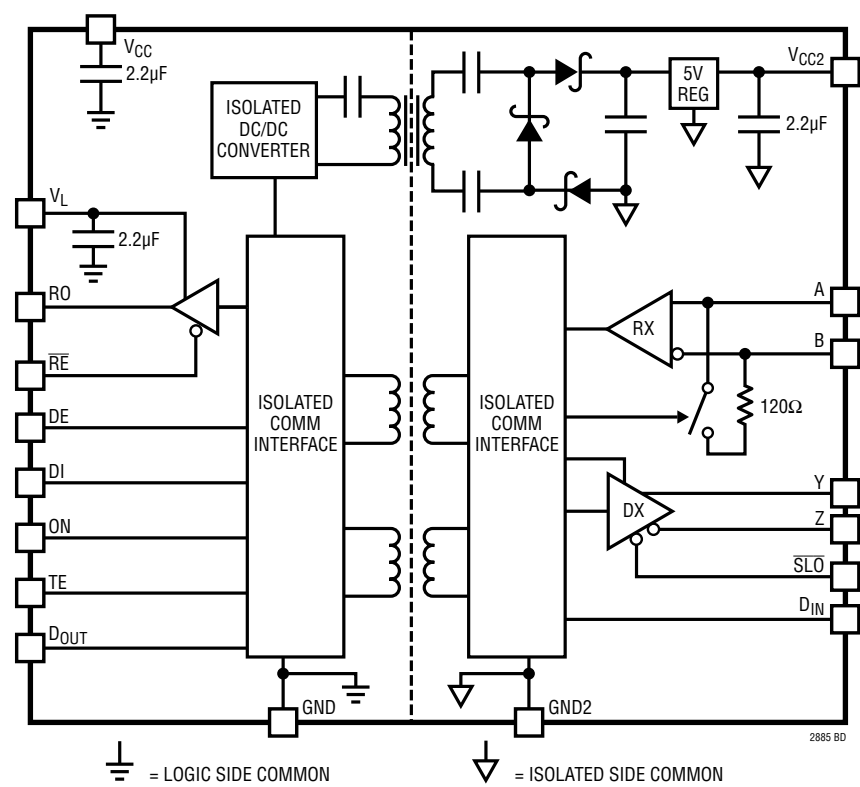 VCC
2.2µF
ISOLATED
DC/DC
CONVERTER
5V
REG
VCC2
2.2µF
VL
2.2µF
RO
RE
DE
DI
ON
TE
DOUT
ISOLATED
COMM
INTERFACE
ISOLATED
COMM
INTERFACE
RX
A
B
120Ω
DX
Y
Z
SLO
DIN
GND
GND2
2885 BD
= LOGIC SIDE COMMON
= ISOLATED SIDE COMMON